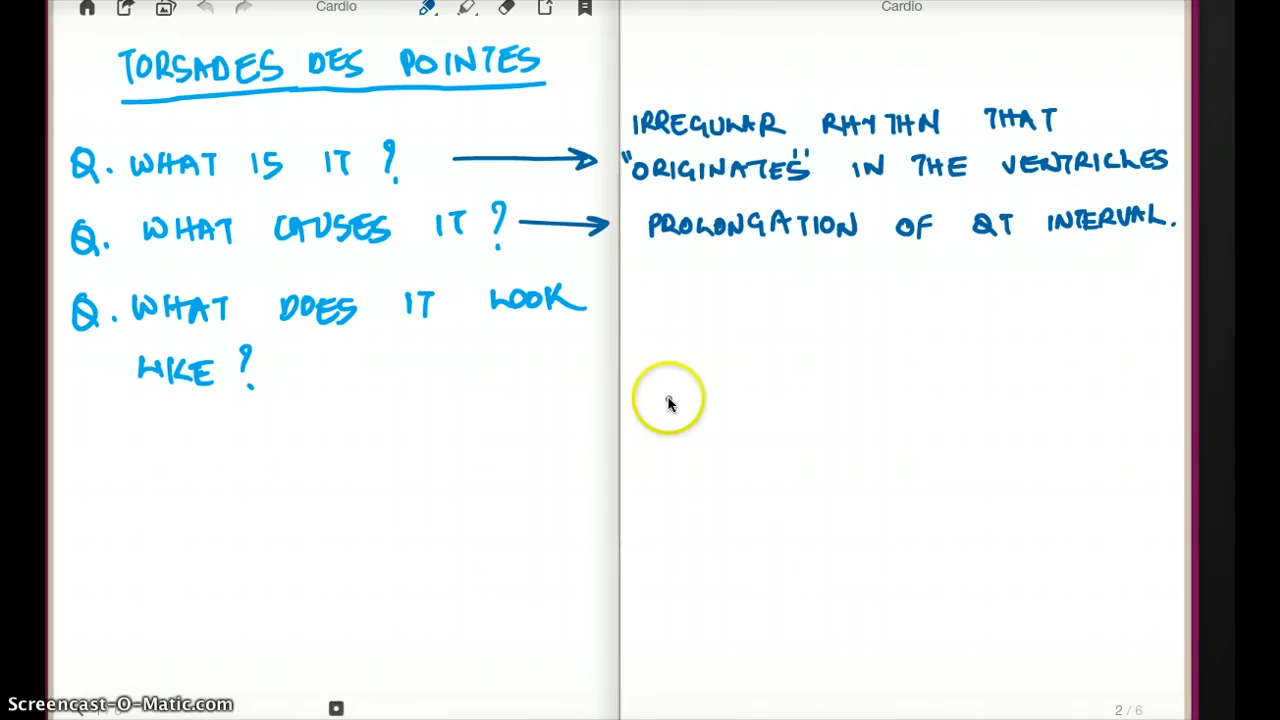 Cardio
TORSADES DES POINTES
Q. WHAT IS IT ?
Q. WHAT CAUSES IT ?
Q. WHAT DOES IT LOOK
LIKE ?
Cardio
IRREGULAR RHYTHM THAT
"ORIGINATES" IN THE VENTRICLES
PROLONGATION OF QT INTERVAL.
2 / 6
Screencast-O-Matic.com